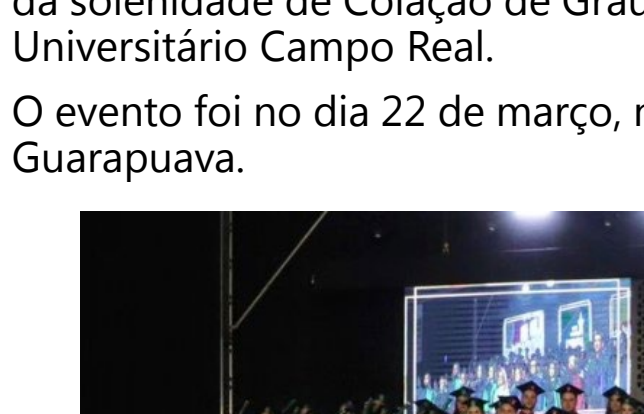 da solenidade de Colação de Grau
Universitário Campo Real.
O evento foi no dia 22 de março,
Guarapuava.